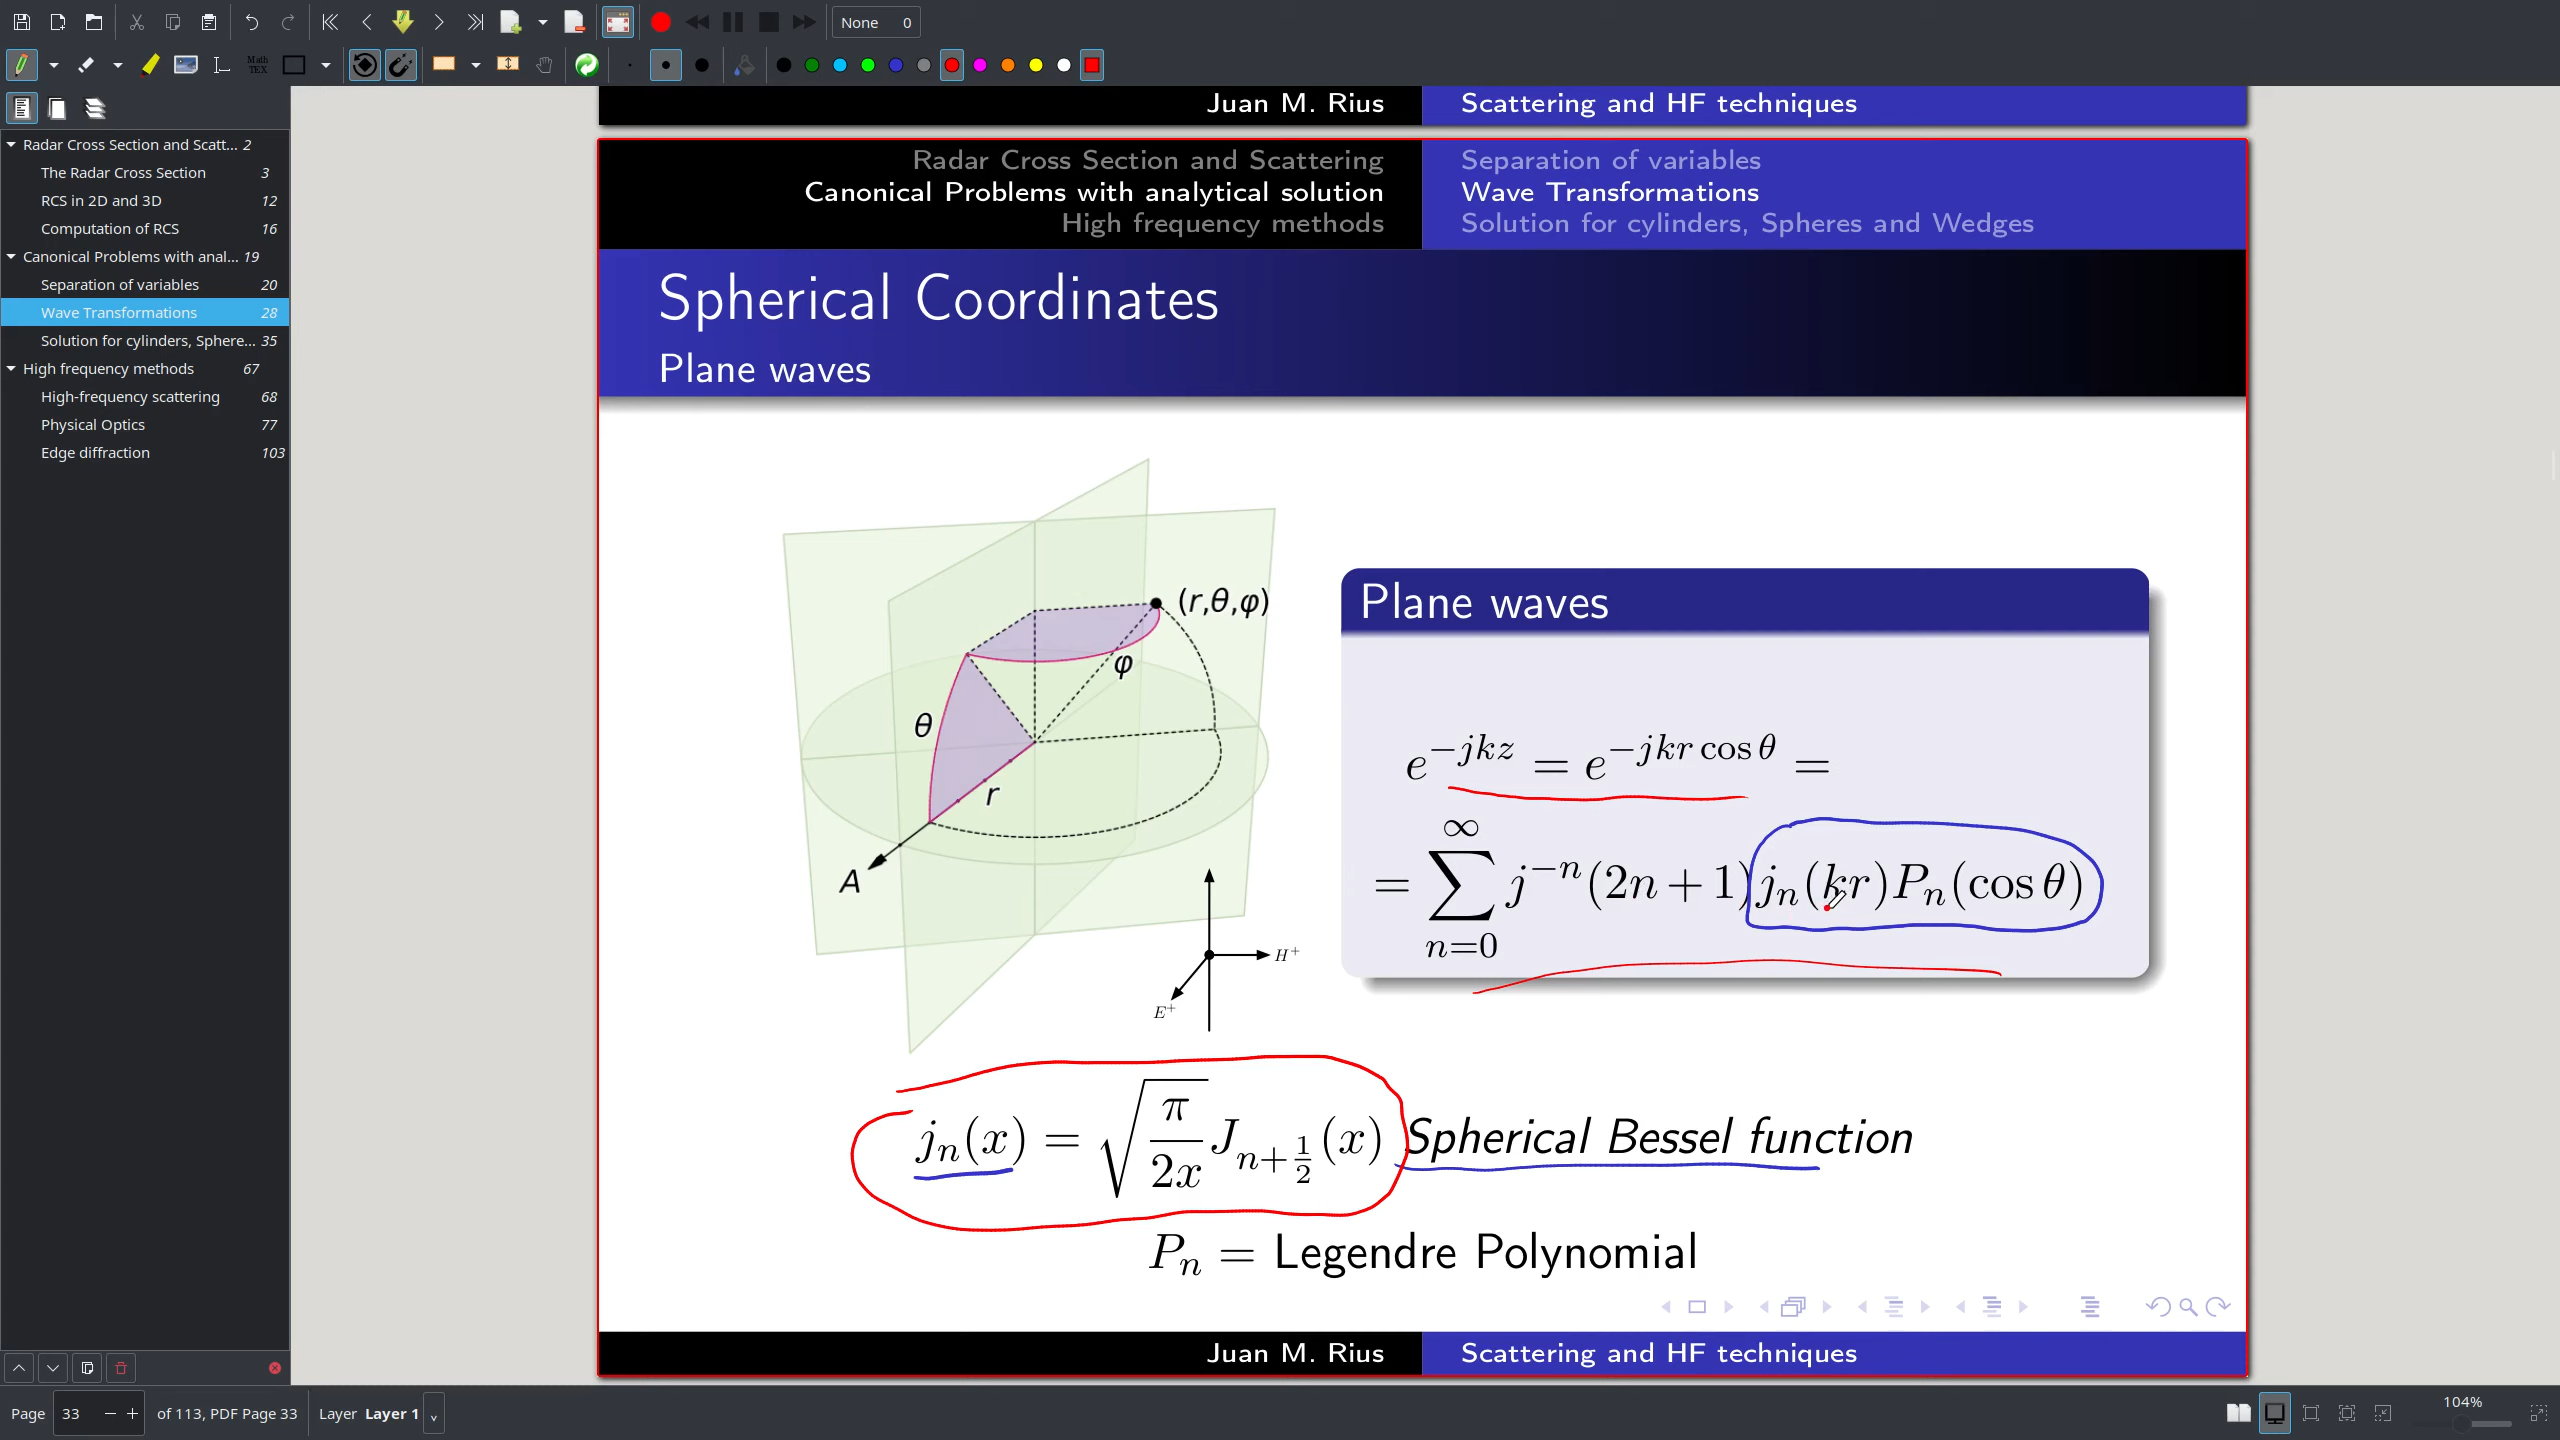 None 0
Math
TEX
Radar Cross Section and Scatt... 2
The Radar Cross Section 3
RCS in 2D and 3D 12
Computation of RCS 16
Canonical Problems with anal... 19
Separation of variables 20
Wave Transformations 28
Solution for cylinders, Sphere... 35
High frequency methods 67
High-frequency scattering 68
Physical Optics 77
Edge diffraction 103
Juan M. Rius Scattering and HF techniques
Radar Cross Section and Scattering
Canonical Problems with analytical solution
High frequency methods
Separation of variables
Wave Transformations
Solution for cylinders, Spheres and Wedges
Spherical Coordinates
Plane waves
(r,θ,φ)
φ
θ
r
A
H⁺
E⁺
Plane waves
e^{-jkz} = e^{-jkr cos θ} =
= \sum_{n=0}^{∞} j^{-n}(2n + 1)j_n(kr)P_n(cos θ)
j_n(x) = \sqrt{\frac{π}{2x}} J_{n+\frac{1}{2}}(x) Spherical Bessel function
P_n = Legendre Polynomial
Juan M. Rius Scattering and HF techniques
Page 33 of 113, PDF Page 33 Layer Layer 1
104%